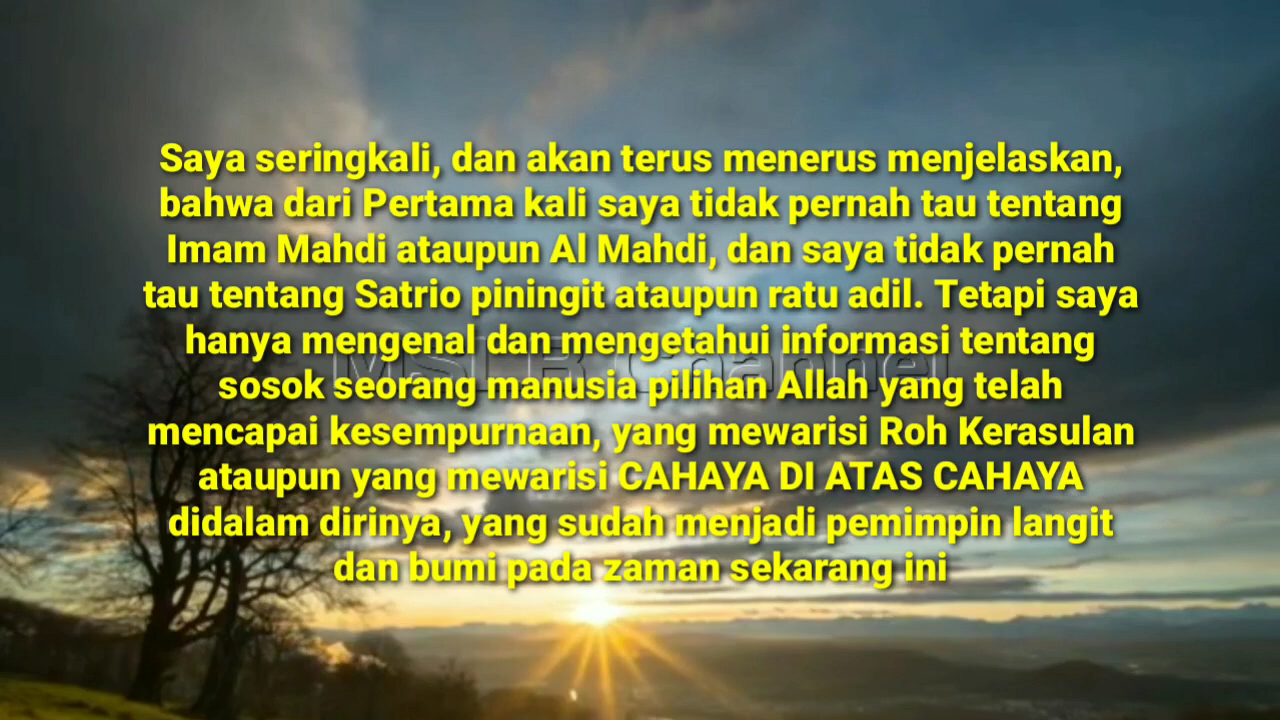 Saya seringkali, dan akan terus menerus menjelaskan,
bahwa dari Pertama kali saya tidak pernah tau tentang
Imam Mahdi ataupun Al Mahdi, dan saya tidak pernah
tau tentang Satrio piningit ataupun ratu adil. Tetapi saya
hanya mengenal dan mengetahui informasi tentang
sosok seorang manusia pilihan Allah yang telah
mencapai kesempurnaan, yang mewarisi Roh Kerasulan
ataupun yang mewarisi CAHAYA DI ATAS CAHAYA
didalam dirinya, yang sudah menjadi pemimpin langit
dan bumi pada zaman sekarang ini
Channel